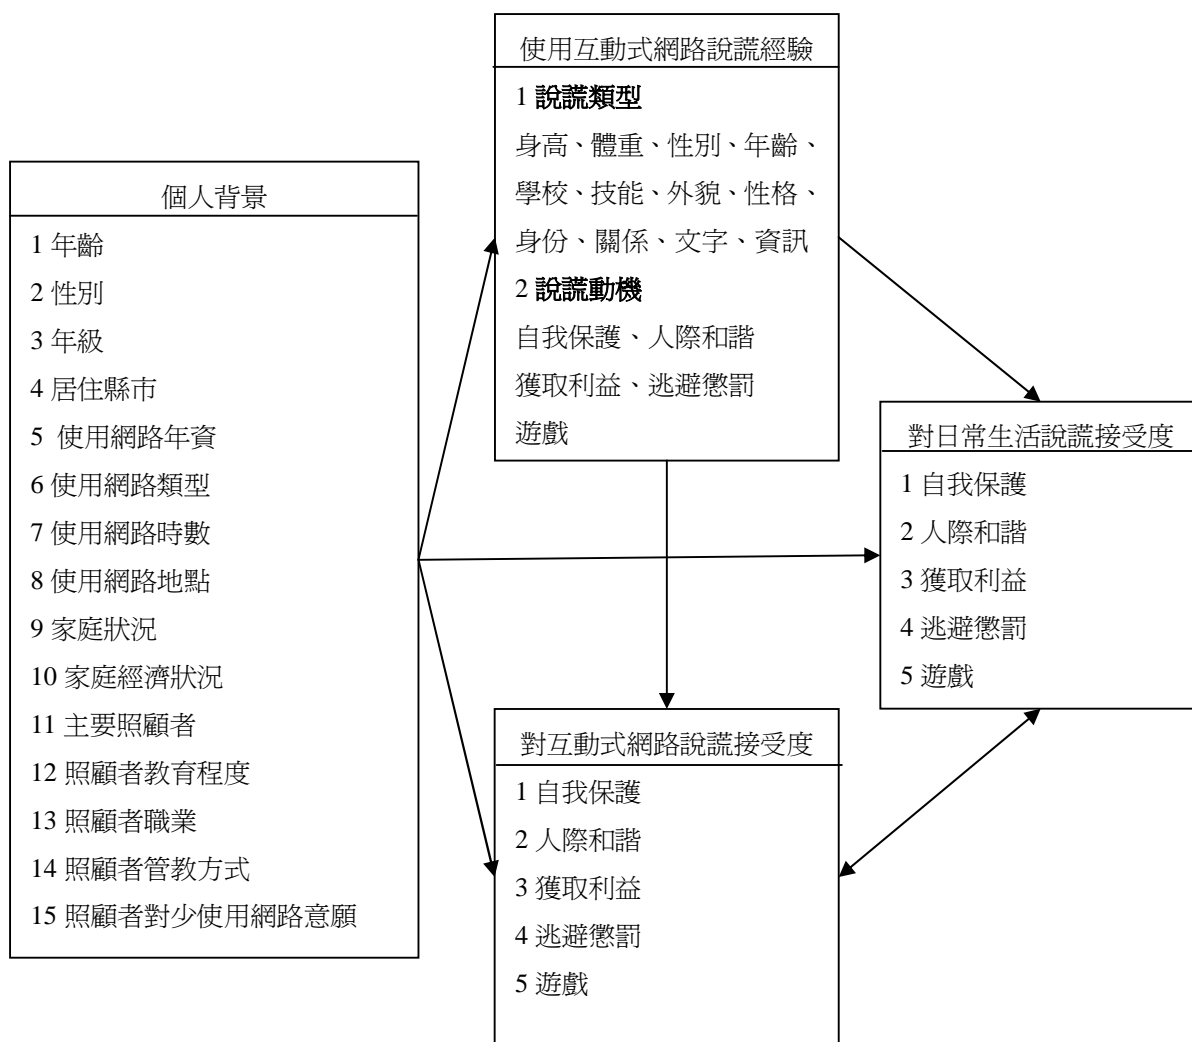 使用互動式網路說謊經驗
1 說謊類型
身高、體重、性別、年齡、
學校、技能、外貌、性格、
身份、關係、文字、資訊
2 說謊動機
自我保護、人際和諧
獲取利益、逃避懲罰
遊戲
個人背景
1 年齡
2 性別
3 年級
4 居住縣市
5 使用網路年資
6 使用網路類型
7 使用網路時數
8 使用網路地點
9 家庭狀況
10 家庭經濟狀況
11 主要照顧者
12 照顧者教育程度
13 照顧者職業
14 照顧者管教方式
15 照顧者對少使用網路意願
對日常生活說謊接受度
1 自我保護
2 人際和諧
3 獲取利益
4 逃避懲罰
5 遊戲
對互動式網路說謊接受度
1 自我保護
2 人際和諧
3 獲取利益
4 逃避懲罰
5 遊戲